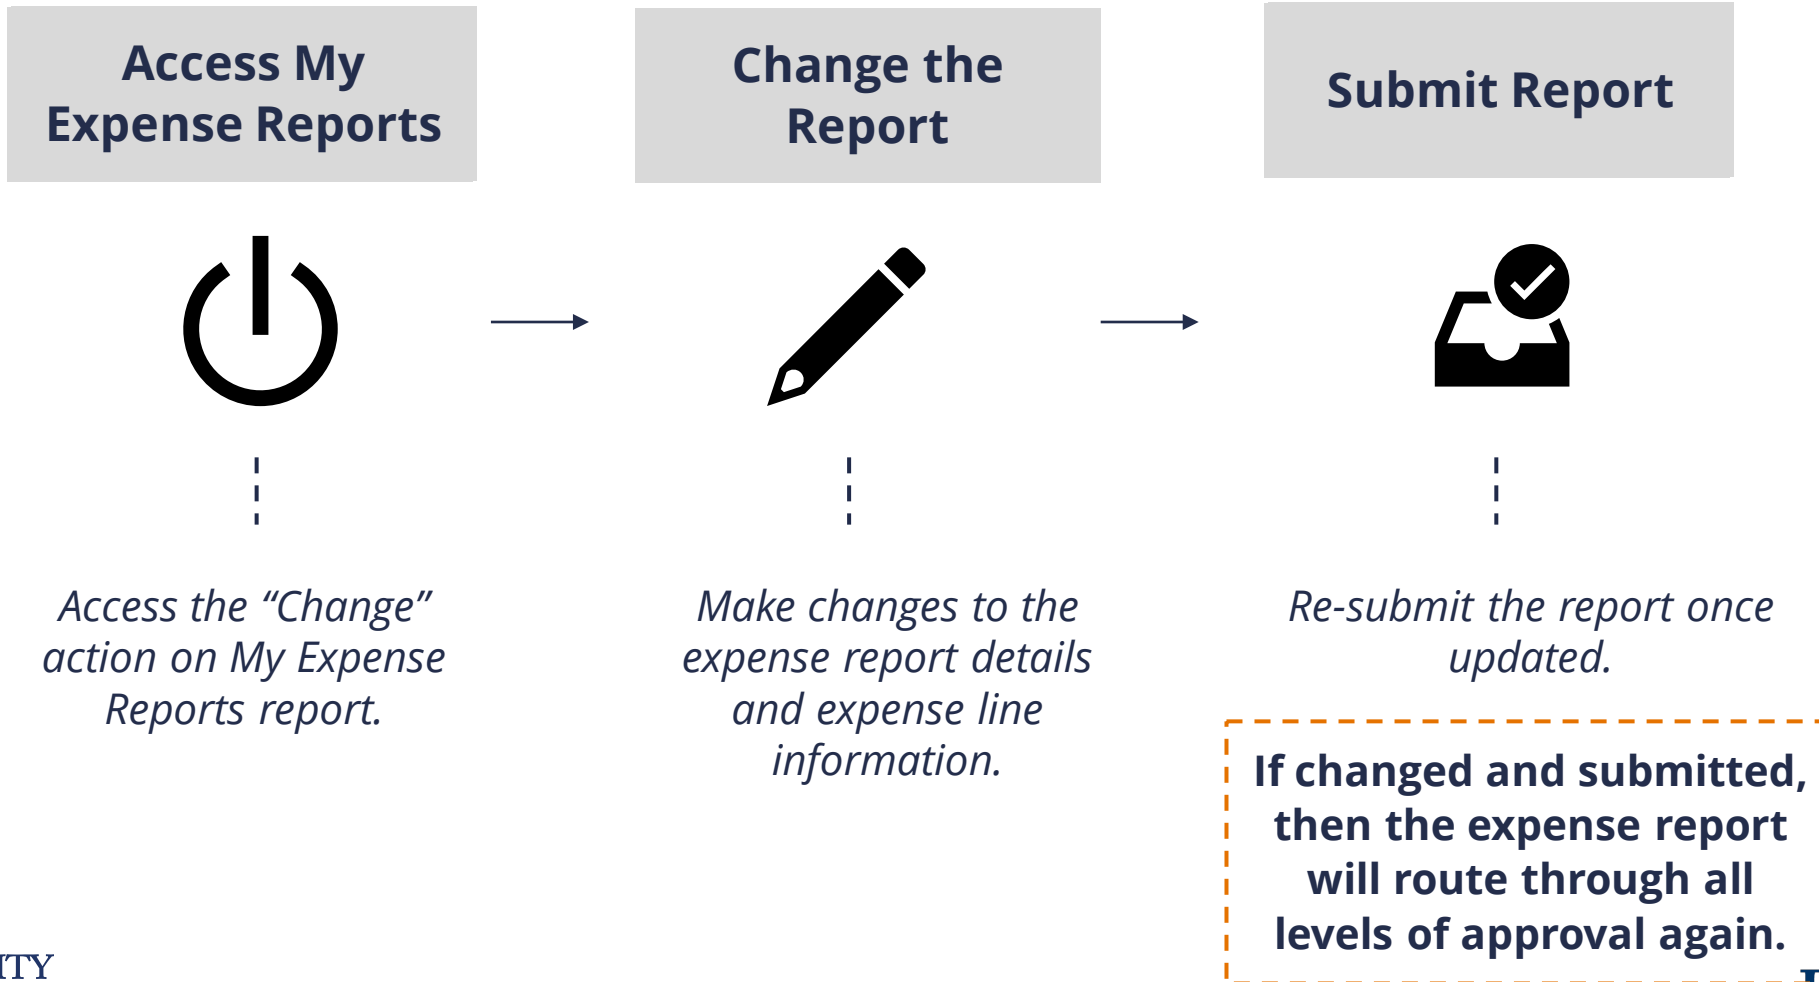 Access My
Expense Reports
Change the
Report
Submit Report
Access the “Change”
action on My Expense
Reports report.
Make changes to the
expense report details
and expense line
information.
Re-submit the report once
updated.
If changed and submitted,
then the expense report
will route through all
levels of approval again.
ITY